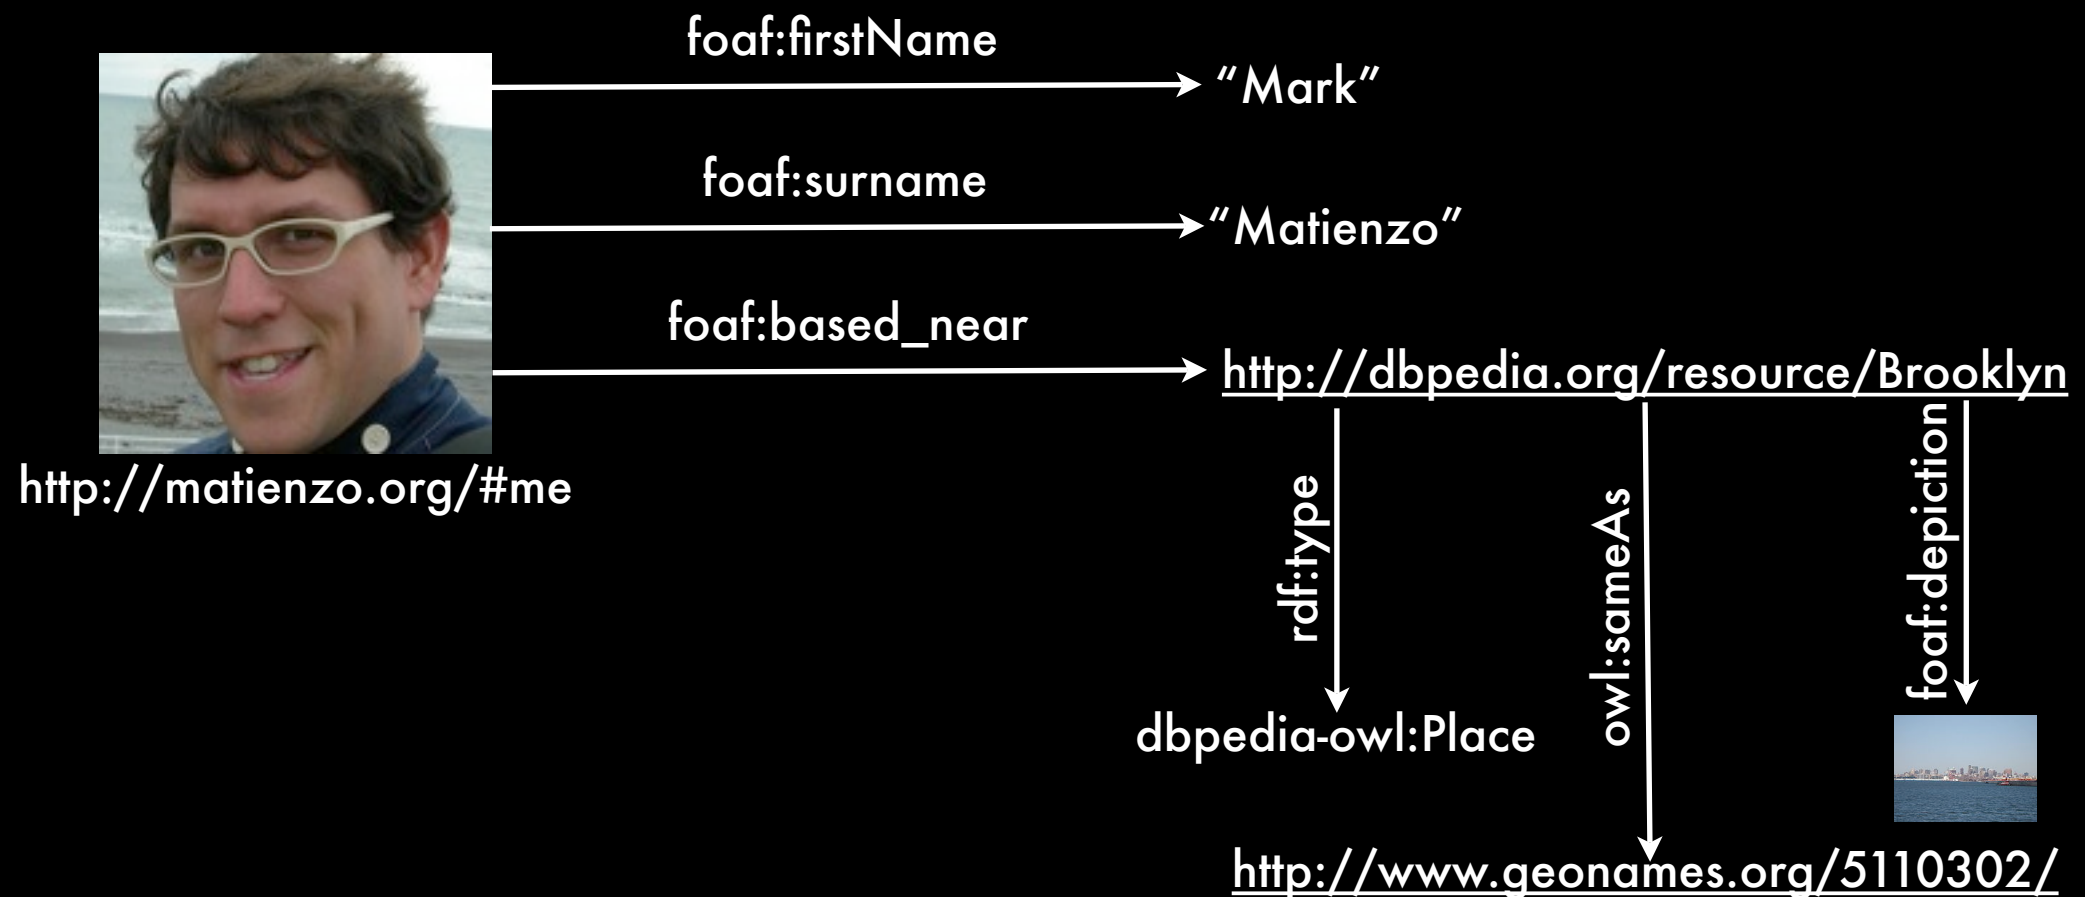 foaf:firstName
“Mark”
foaf:surname
“Matienzo”
foaf:based_near
http://dbpedia.org/resource/Brooklyn
http://matienzo.org/#me
rdf:type
owl:sameAs
foaf:depiction
dbpedia-owl:Place
http://www.geonames.org/5110302/